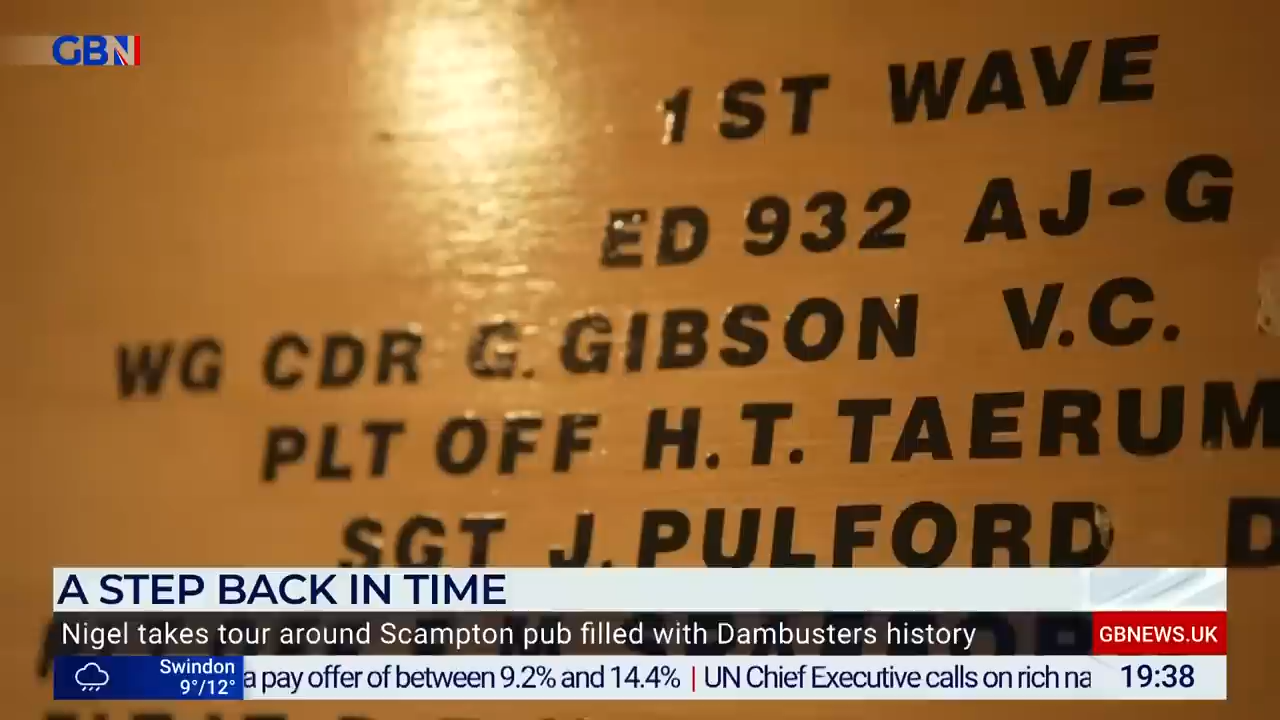 GBN
1ST WAVE
ED 932 AJ-G
WG CDR G. GIBSON V.C.
PLT OFF H.T. TAERUM
SGT J. PULFORD D
A STEP BACK IN TIME
Nigel takes tour around Scampton pub filled with Dambusters history
GBNEWS.UK
Swindon
9°/12°
a pay offer of between 9.2% and 14.4% | UN Chief Executive calls on rich na
19:38